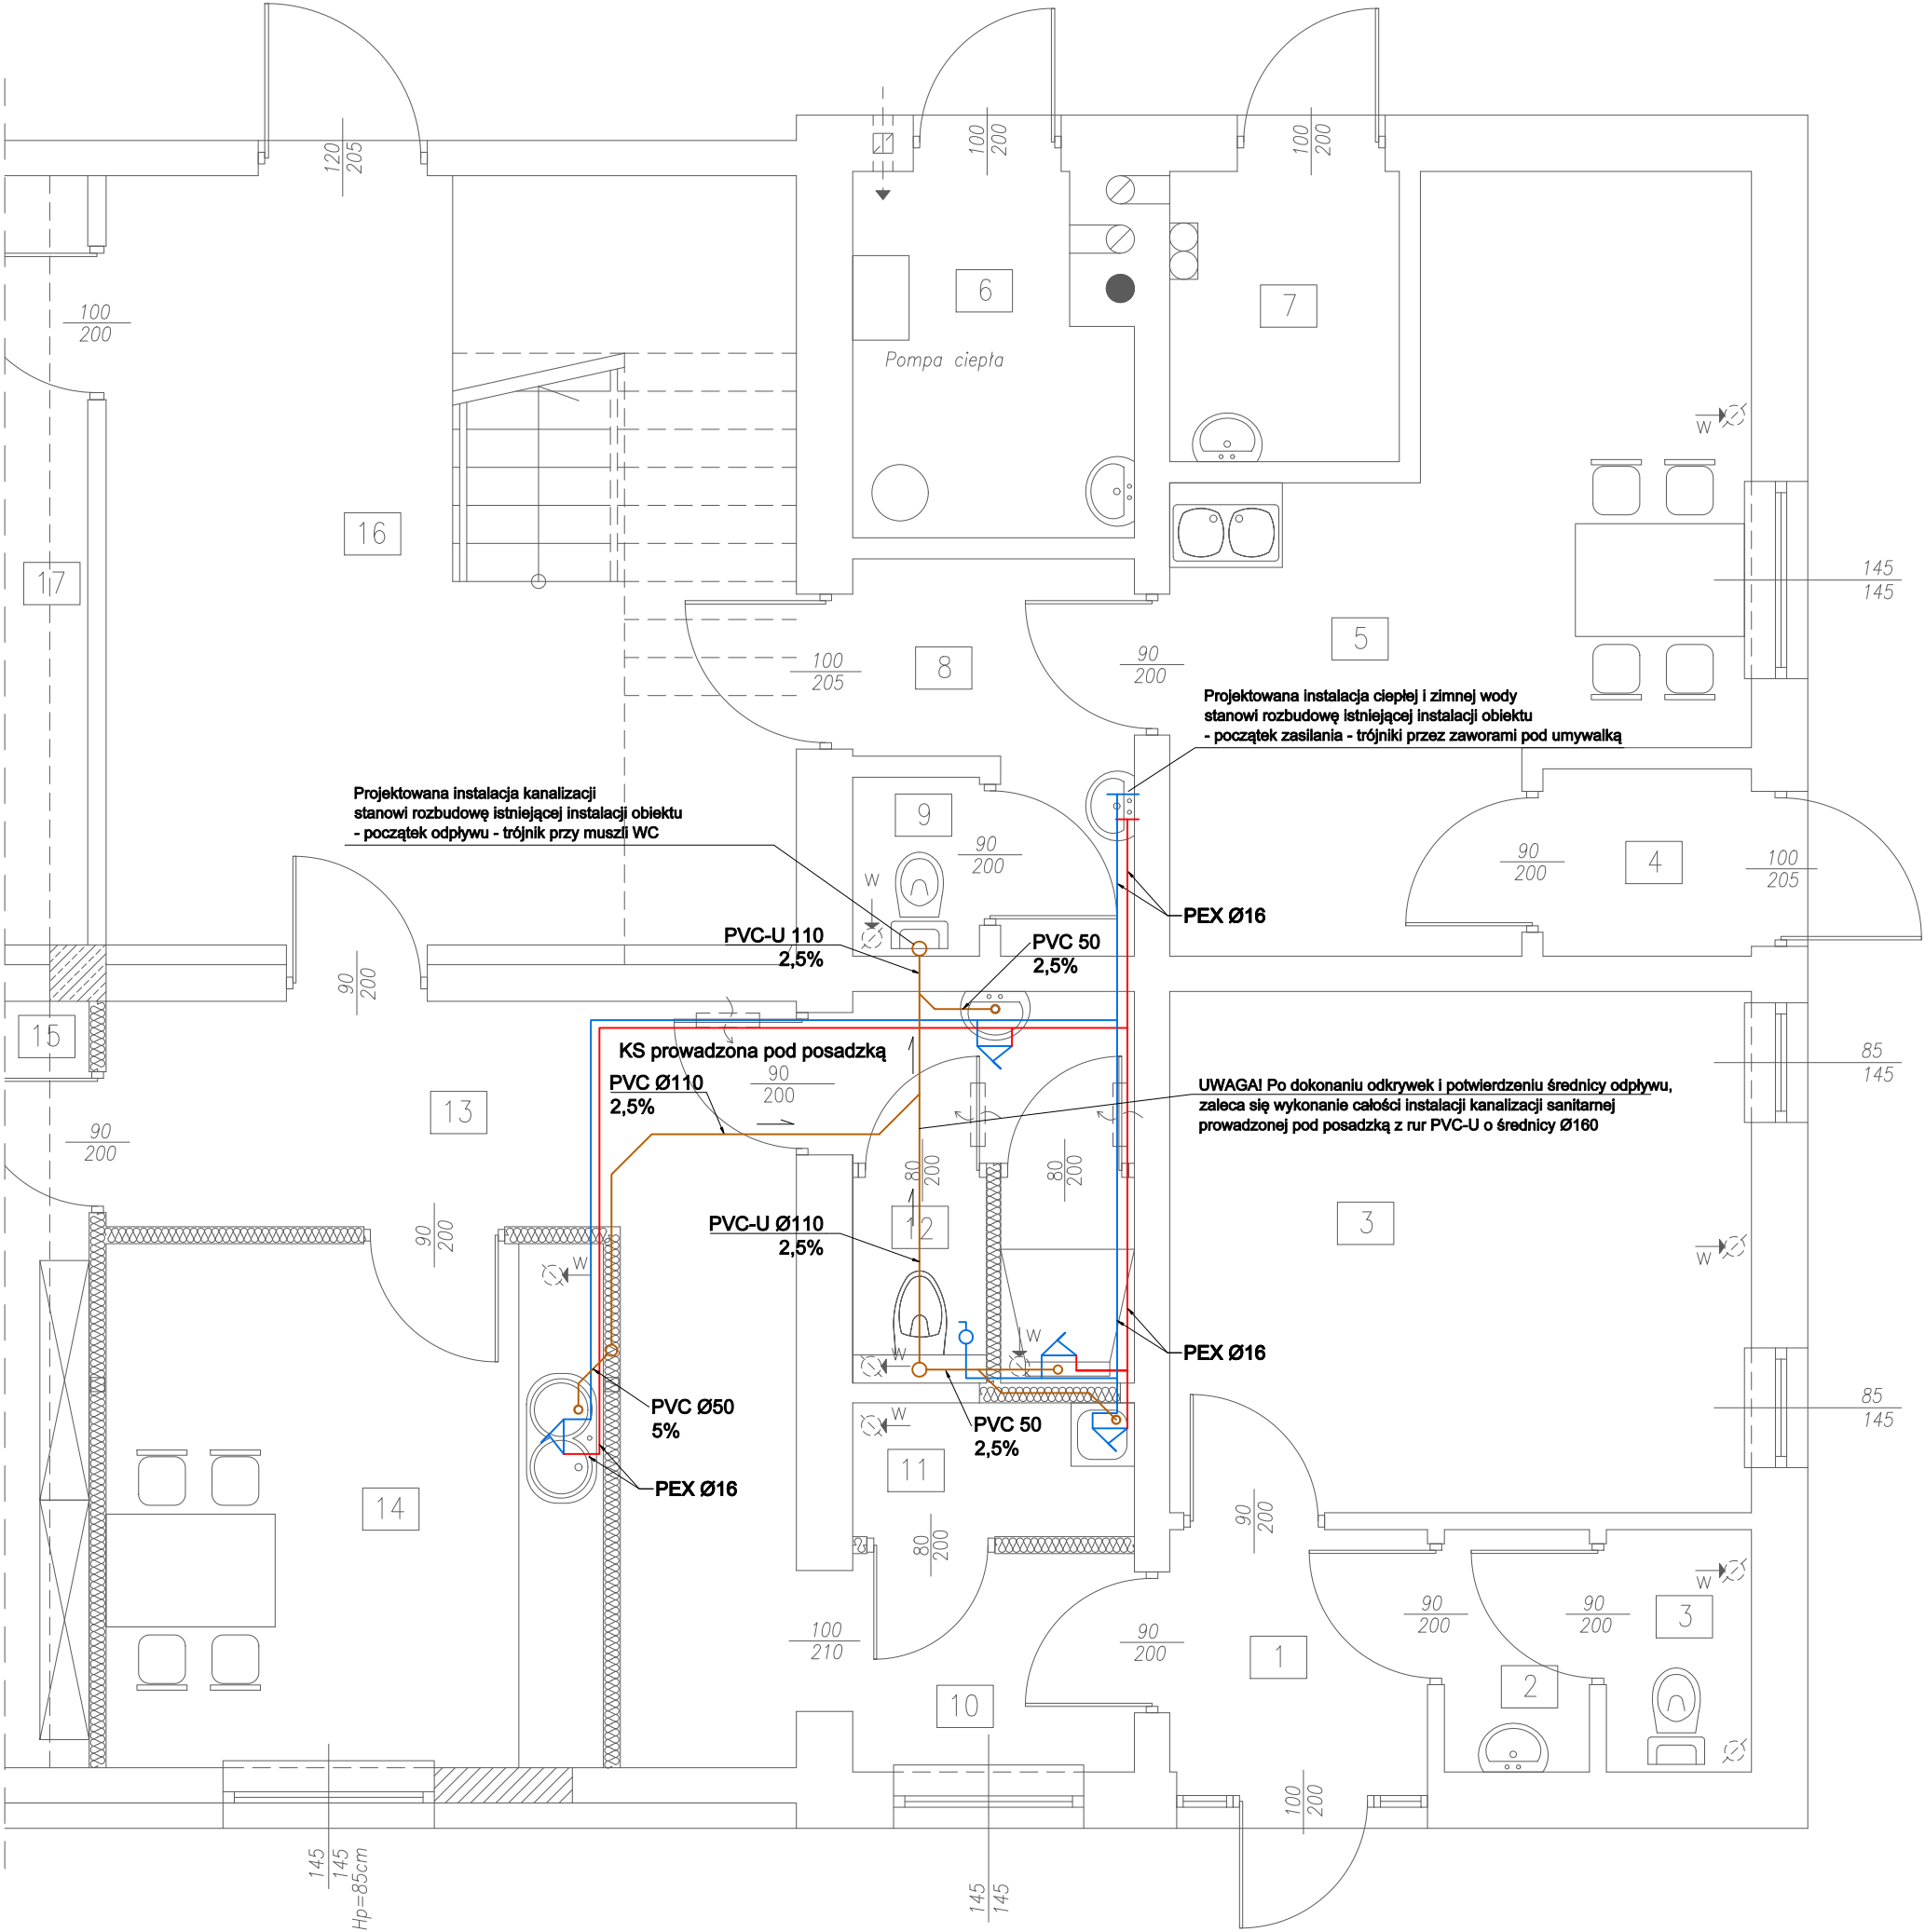 120
205
100
200
100
200
100
200
6
7
Pompa ciepła
W
16
17
145
145
5
8
100
205
90
200
Projektowana instalacja ciepłej i zimnej wody
stanowi rozbudowę istniejącej instalacji obiektu
- początek zasilania - trójniki przez zaworami pod umywalką
Projektowana instalacja kanalizacji
stanowi rozbudowę istniejącej instalacji obiektu
- początek odpływu - trójnik przy muszli WC
9
90
200
W
90
200
4
100
205
PEX Ø16
PVC-U 110
2,5%
PVC 50
2,5%
90
200
15
KS prowadzona pod posadzką
90
200
PVC Ø110
2,5%
13
90
200
85
145
UWAGA! Po dokonaniu odkrywek i potwierdzeniu średnicy odpływu,
zaleca się wykonanie całości instalacji kanalizacji sanitarnej
prowadzonej pod posadzką z rur PVC-U o średnicy Ø160
80
200
80
200
12
3
PVC-U Ø110
2,5%
90
200
W
W
W
W
PEX Ø16
85
145
PVC Ø50
5%
W
PVC 50
2,5%
11
PEX Ø16
14
80
200
90
200
W
90
200
90
200
3
100
210
90
200
1
2
10
100
200
145
145
Hp=85cm
145
145